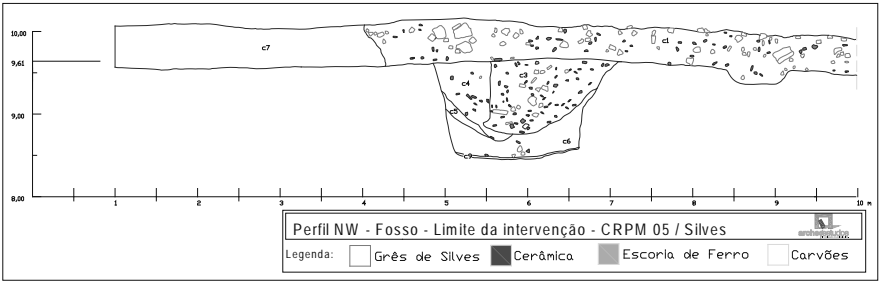 10,00
c7
c1
9,61
c4
c3
9,00
c5
c6
c9
8,00
1 2 3 4 5 6 7 8 9 10 m
Perfil NW - Fosso - Limite da intervenção - CRPM 05 / Silves
Legenda: Grês de Silves Cerâmica Escoria de Ferro Carvões